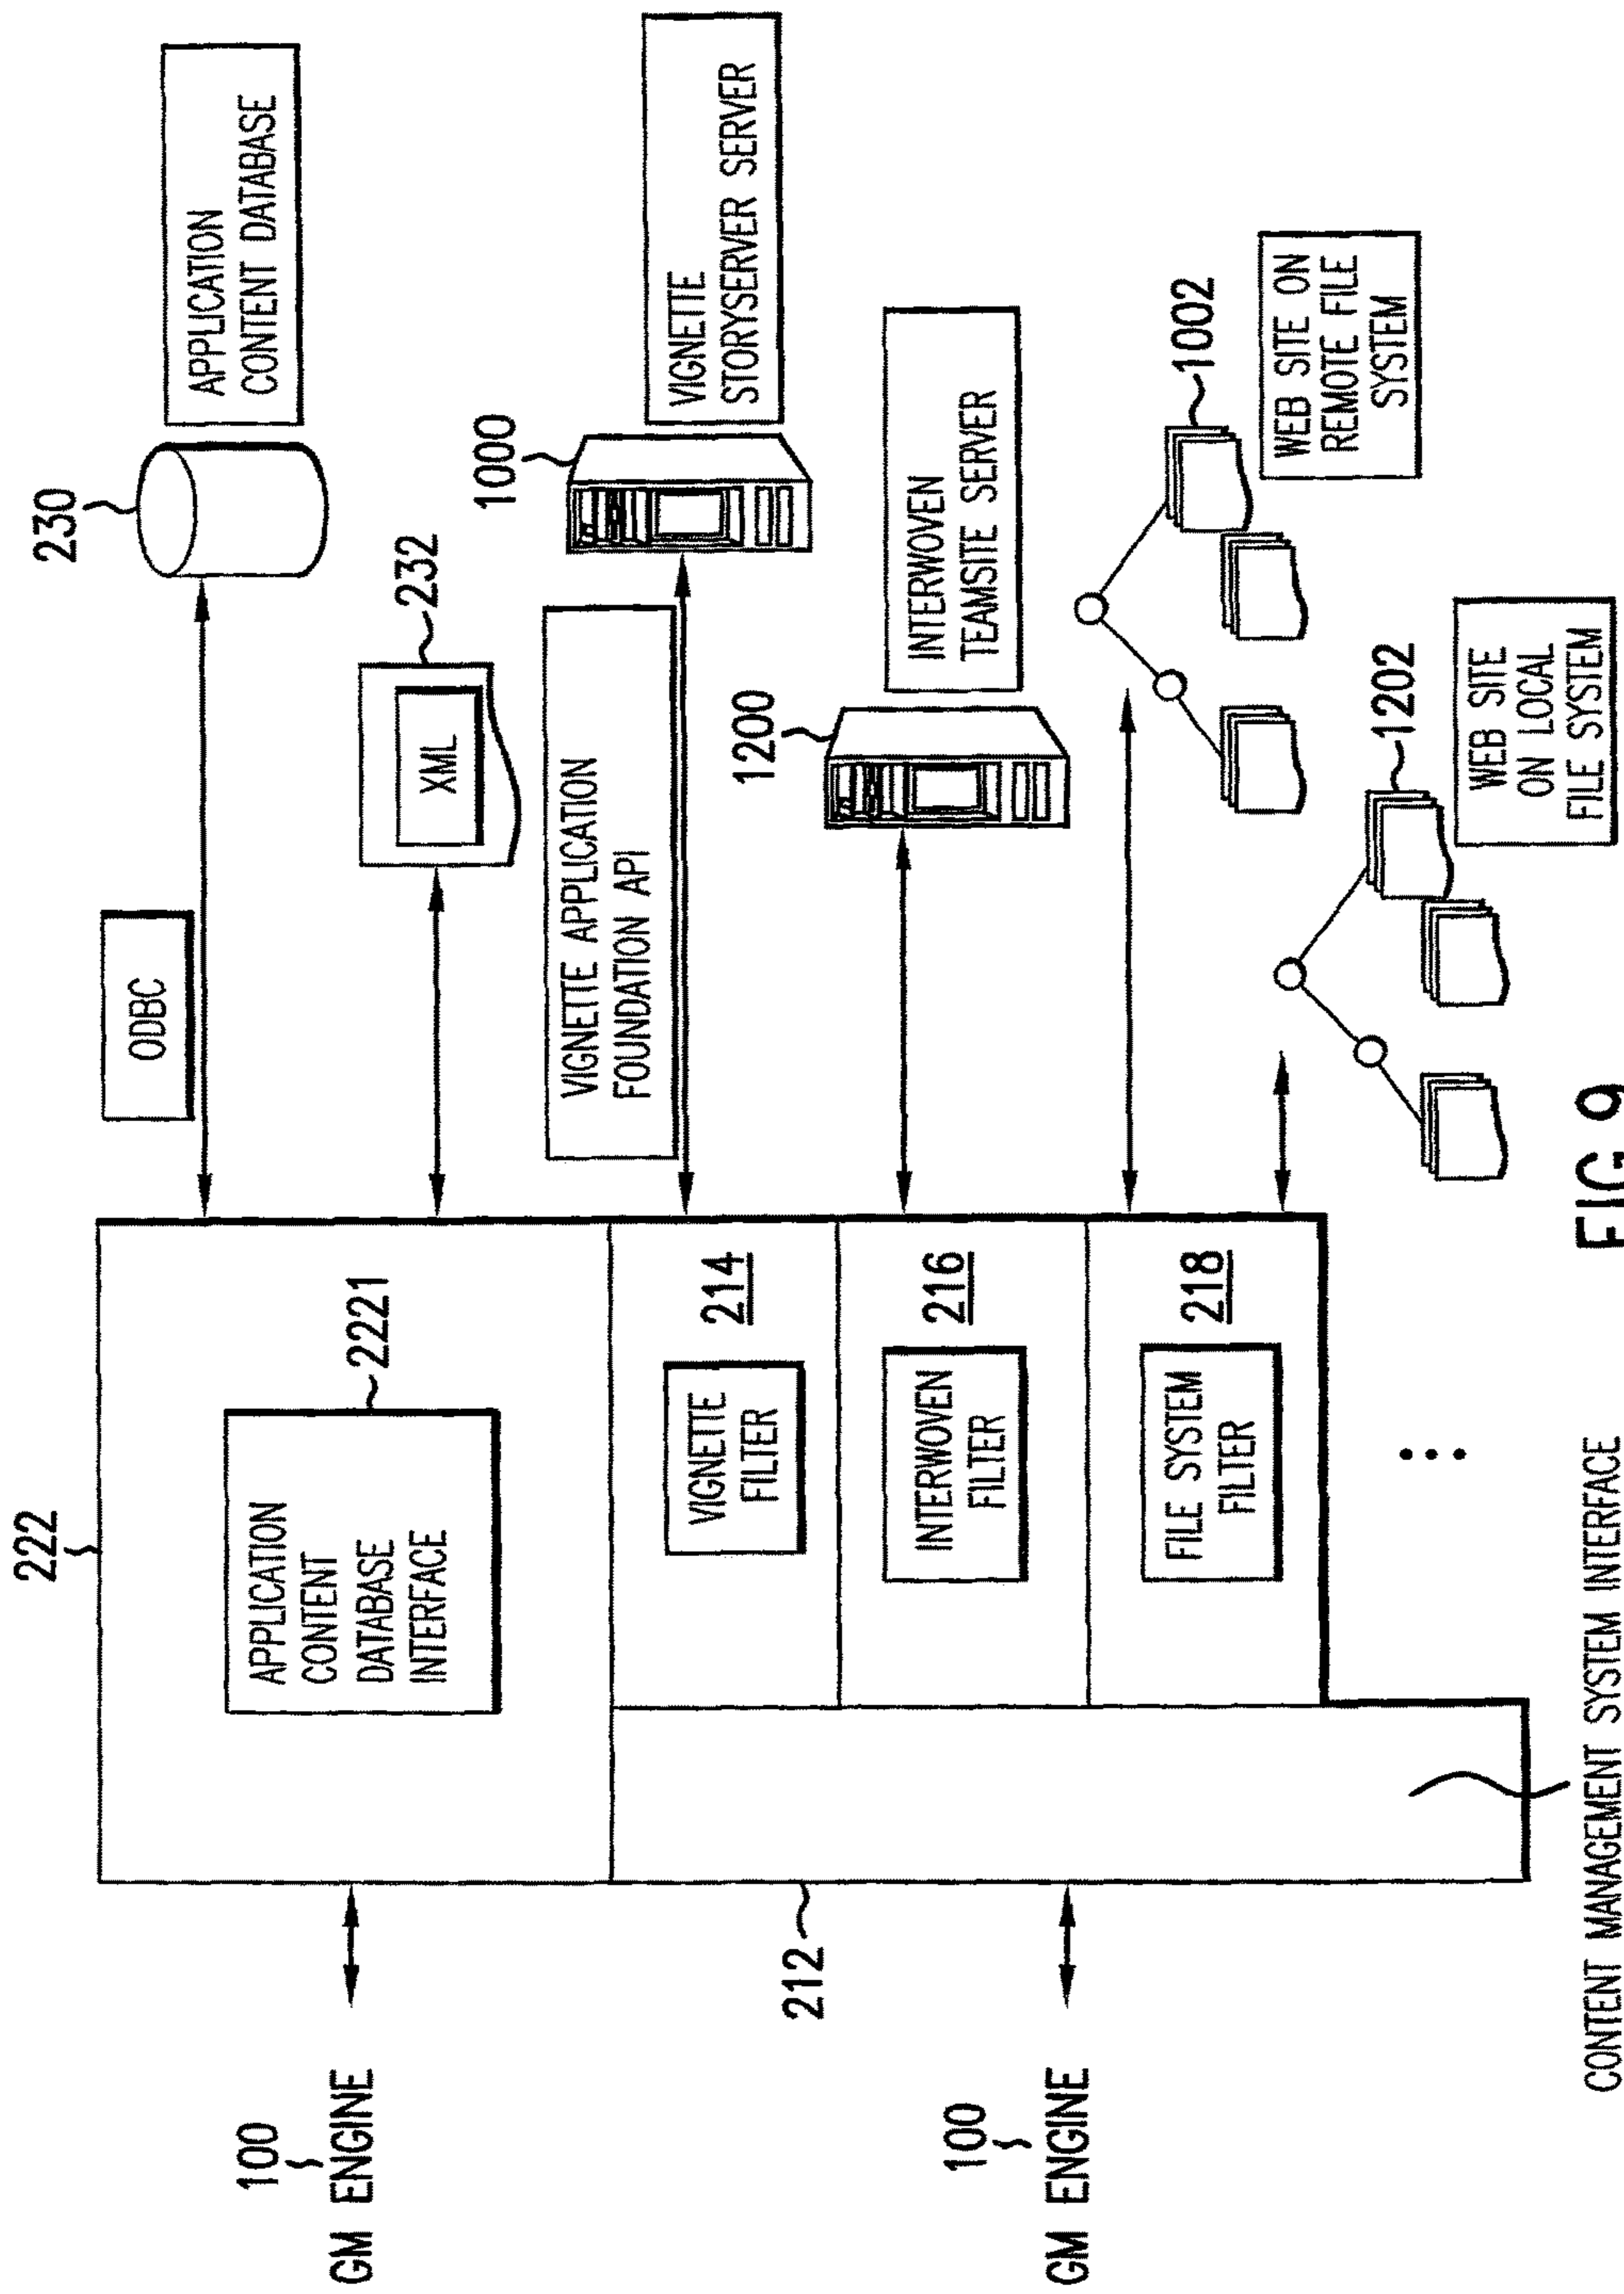 222
230
ODBC
APPLICATION
CONTENT DATABASE
APPLICATION
CONTENT
DATABASE
INTERFACE
2221
100
GM ENGINE
232
XML
VIGNETTE APPLICATION
FOUNDATION API
1000
VIGNETTE
STORYSERVER SERVER
VIGNETTE
FILTER
214
212
1200
INTERWOVEN
TEAMSITE SERVER
INTERWOVEN
FILTER
216
100
GM ENGINE
FILE SYSTEM
FILTER
218
1002
WEB SITE ON
REMOTE FILE
SYSTEM
1202
WEB SITE
ON LOCAL
FILE SYSTEM
CONTENT MANAGEMENT SYSTEM INTERFACE
FIG 9